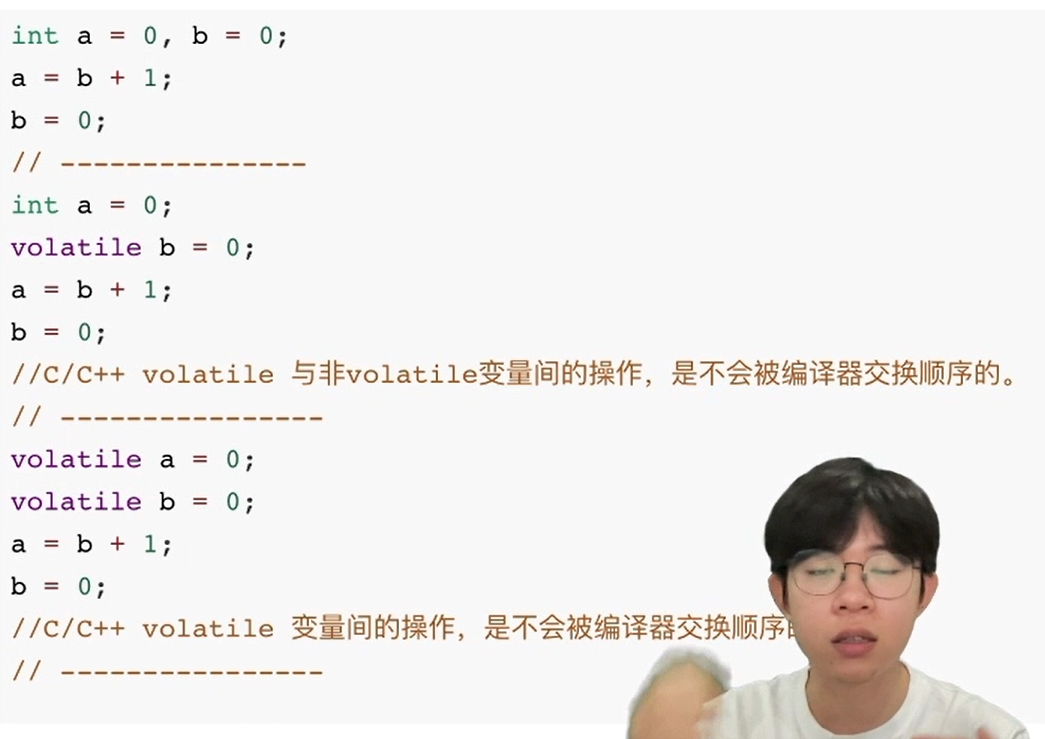 int a = 0, b = 0;
a = b + 1;
b = 0;
// ---------------
int a = 0;
volatile b = 0;
a = b + 1;
b = 0;
//C/C++ volatile 与非volatile变量间的操作，是不会被编译器交换顺序的。
// ----------------
volatile a = 0;
volatile b = 0;
a = b + 1;
b = 0;
//C/C++ volatile 变量间的操作，是不会被编译器交换顺序
// ----------------